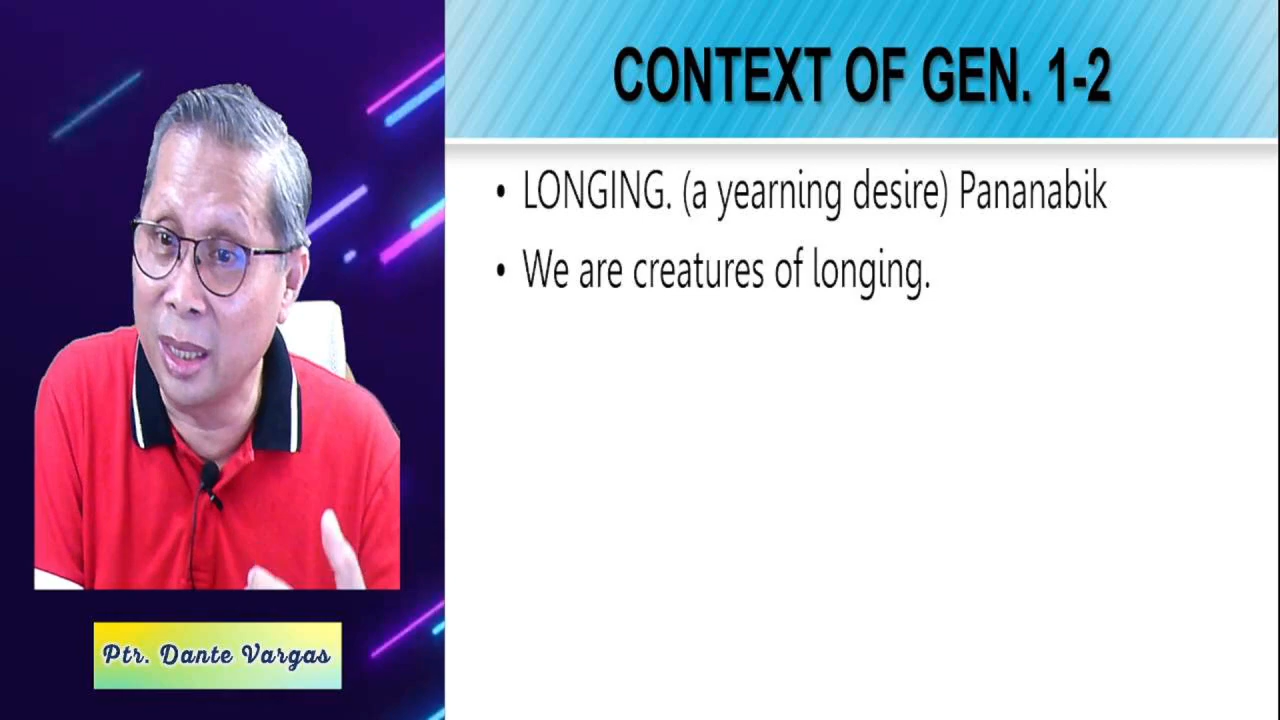 CONTEXT OF GEN. 1-2
• LONGING. (a yearning desire) Pananabik
• We are creatures of longing.
Ptr. Dante Vargas